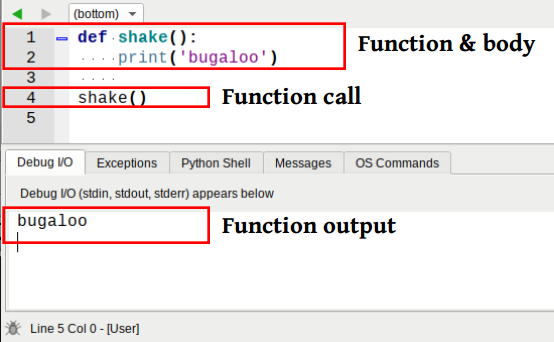 (bottom)
1 def shake(): Function & body
2 ····print('bugaloo')
3 ····
4 shake() Function call
5
Debug I/O Exceptions Python Shell Messages OS Commands
Debug I/O (stdin, stdout, stderr) appears below
bugaloo
Function output
Line 5 Col 0 - [User]